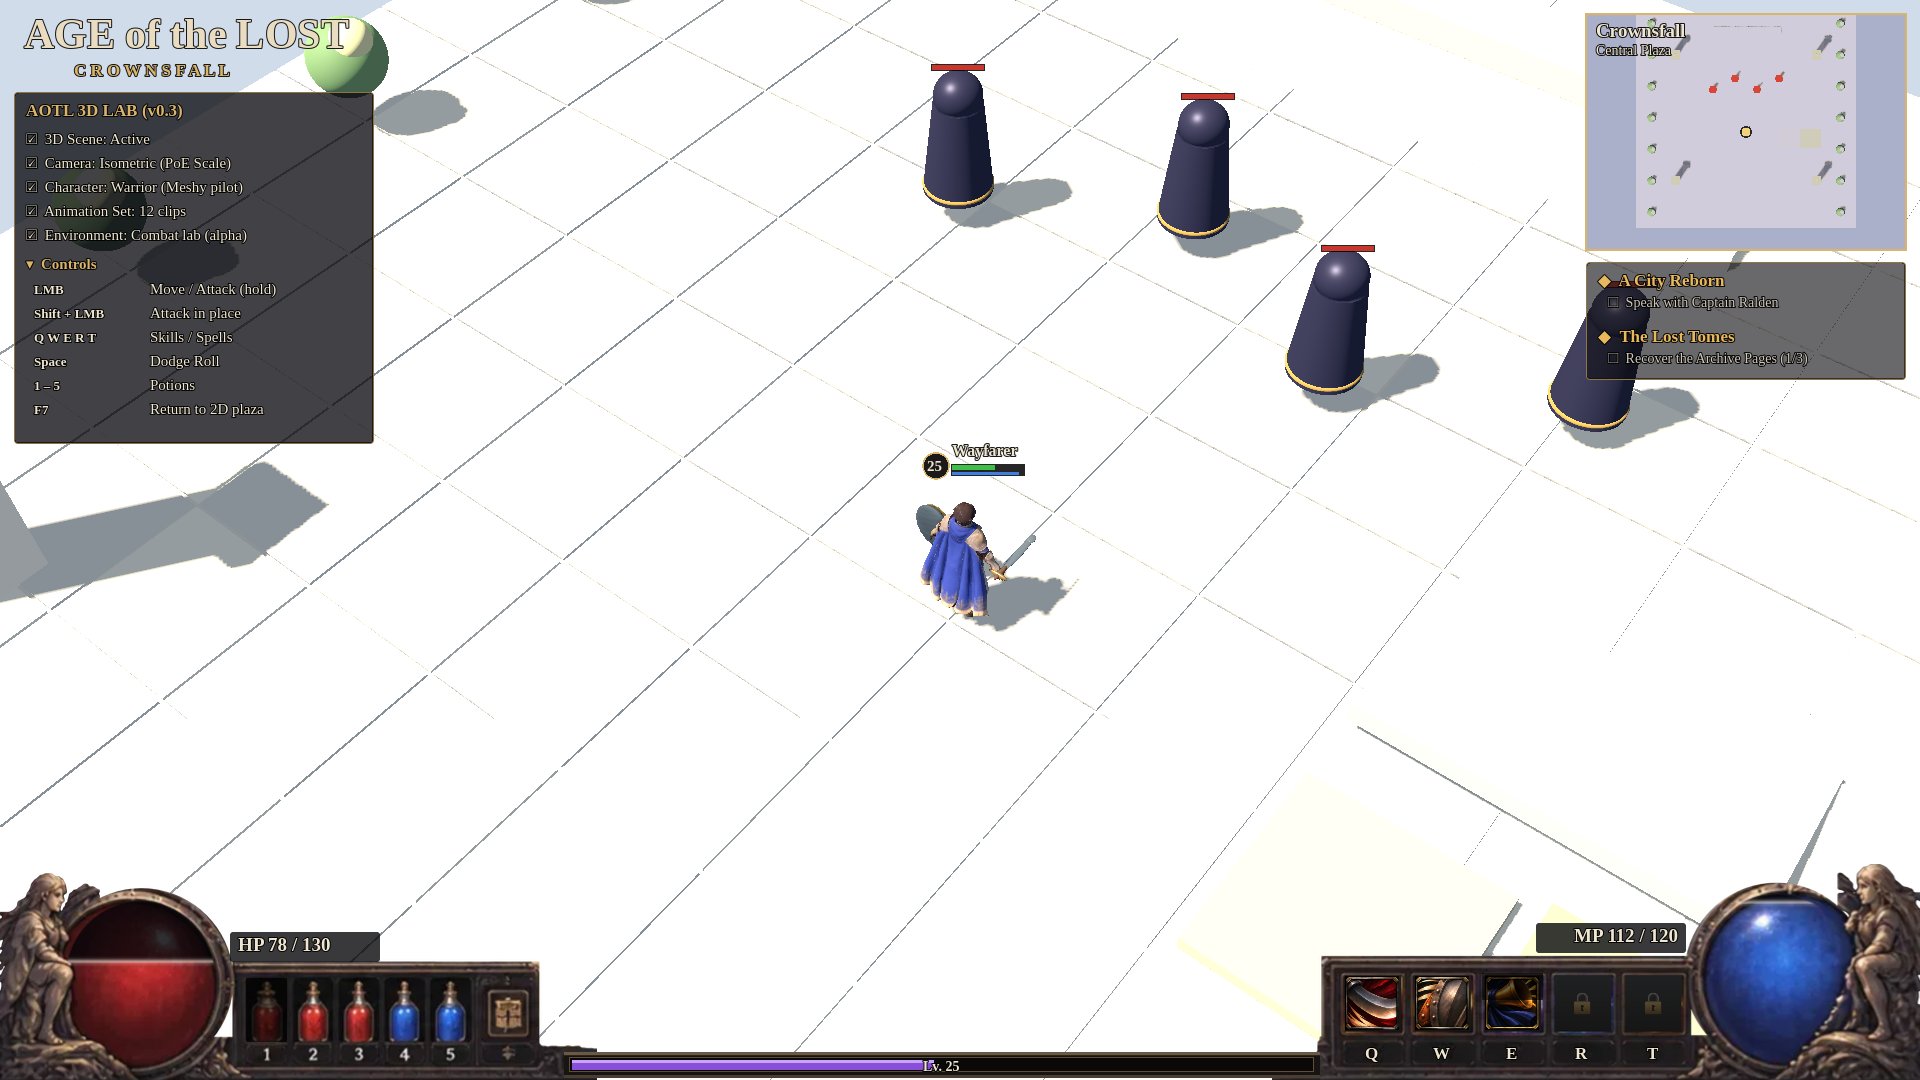 AGE of the LOST
CROWNSFALL
AOTL 3D LAB (v0.3)
3D Scene: Active
Camera: Isometric (PoE Scale)
Character: Warrior (Meshy pilot)
Animation Set: 12 clips
Environment: Combat lab (alpha)
Controls
LMB Move / Attack (hold)
Shift + LMB Attack in place
Q W E R T Skills / Spells
Space Dodge Roll
1 – 5 Potions
F7 Return to 2D plaza
Crownsfall
Central Plaza
A City Reborn
Speak with Captain Ralden
The Lost Tomes
Recover the Archive Pages (1/3)
Wayfarer
25
HP 78 / 130
1 2 3 4 5
Lv. 25
MP 112 / 120
Q W E R T